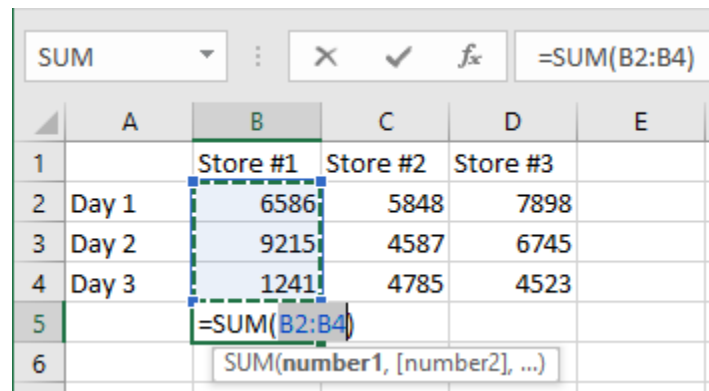 SUM fx =SUM(B2:B4)
A B C D E
1 Store #1 Store #2 Store #3
2 Day 1 6586 5848 7898
3 Day 2 9215 4587 6745
4 Day 3 1241 4785 4523
5 =SUM(B2:B4)
6 SUM(number1, [number2], ...)